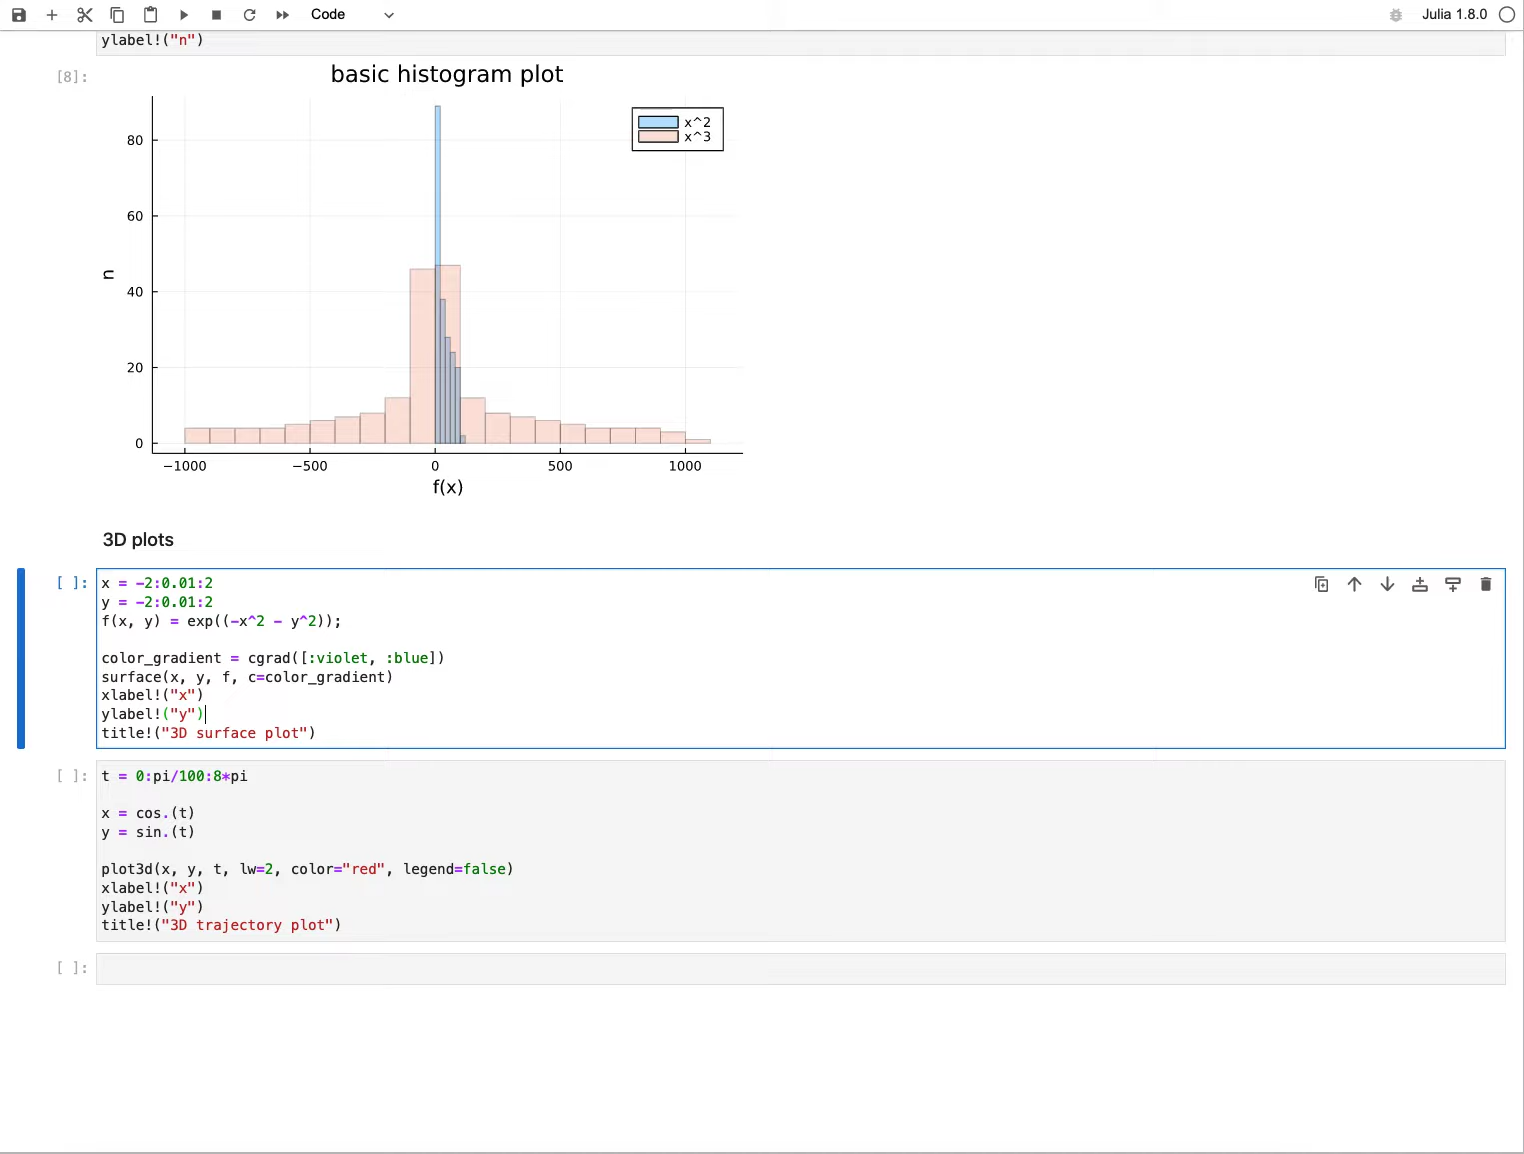 Code
Julia 1.8.0
ylabel!("n")
[8]:
basic histogram plot
x^2
x^3
80
60
40
20
0
n
−1000
−500
0
500
1000
f(x)
3D plots
[ ]:
x = -2:0.01:2
y = -2:0.01:2
f(x, y) = exp((-x^2 - y^2));
color_gradient = cgrad([:violet, :blue])
surface(x, y, f, c=color_gradient)
xlabel!("x")
ylabel!("y")
title!("3D surface plot")
[ ]:
t = 0:pi/100:8*pi
x = cos.(t)
y = sin.(t)
plot3d(x, y, t, lw=2, color="red", legend=false)
xlabel!("x")
ylabel!("y")
title!("3D trajectory plot")
[ ]: